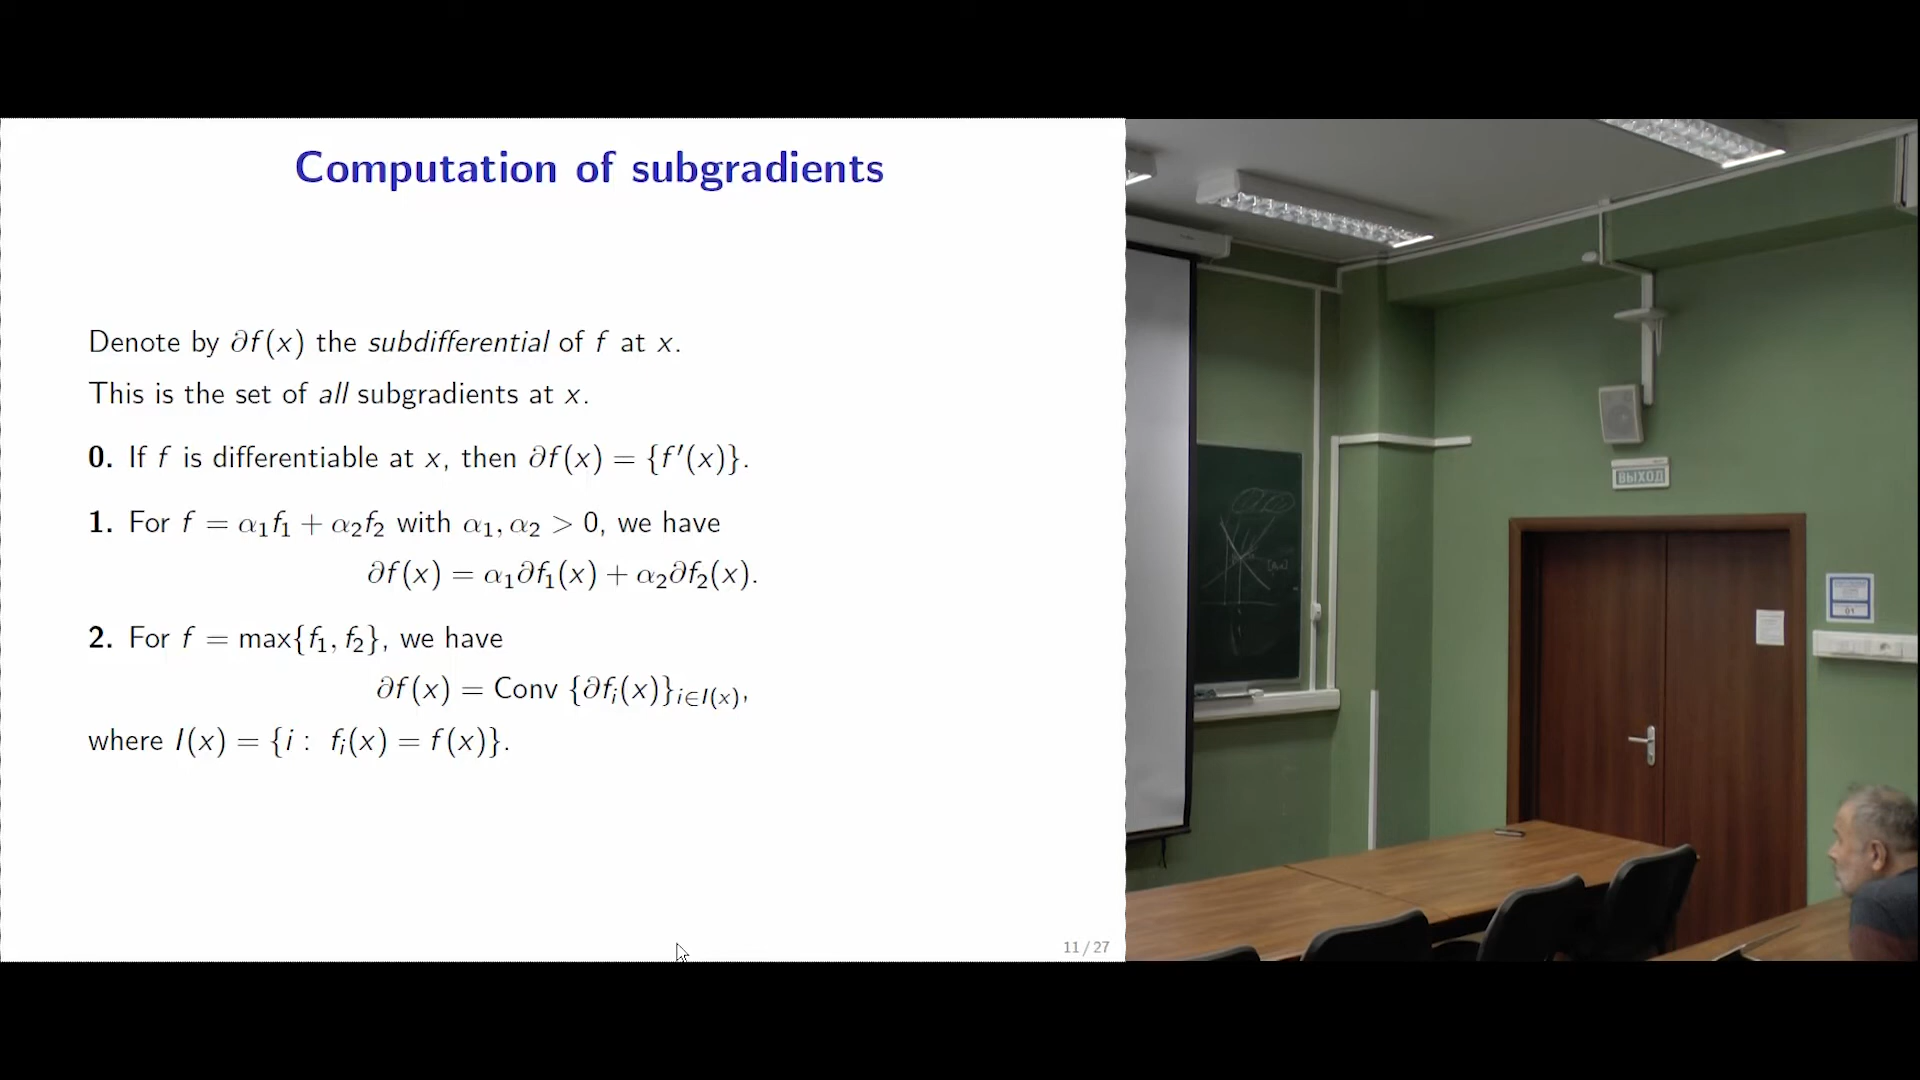 Computation of subgradients
Denote by ∂f(x) the subdifferential of f at x.
This is the set of all subgradients at x.
0. If f is differentiable at x, then ∂f(x) = {f′(x)}.
1. For f = α₁f₁ + α₂f₂ with α₁, α₂ > 0, we have
∂f(x) = α₁∂f₁(x) + α₂∂f₂(x).
2. For f = max{f₁, f₂}, we have
∂f(x) = Conv {∂fᵢ(x)}ᵢ∈I(x),
where I(x) = {i : fᵢ(x) = f(x)}.
11 / 27
ВЫХОД
01